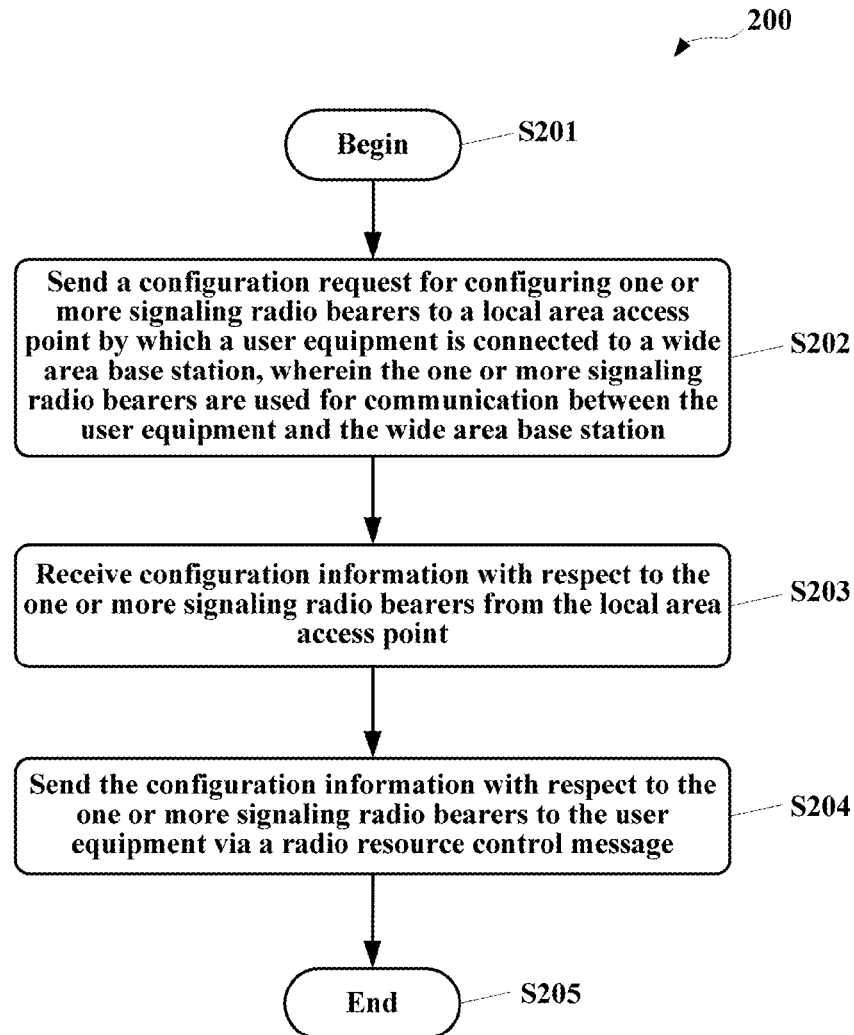 200
Begin
S201
Send a configuration request for configuring one or
more signaling radio bearers to a local area access
point by which a user equipment is connected to a wide
area base station, wherein the one or more signaling
radio bearers are used for communication between the
user equipment and the wide area base station
S202
Receive configuration information with respect to the
one or more signaling radio bearers from the local area
access point
S203
Send the configuration information with respect to the
one or more signaling radio bearers to the user
equipment via a radio resource control message
S204
End
S205